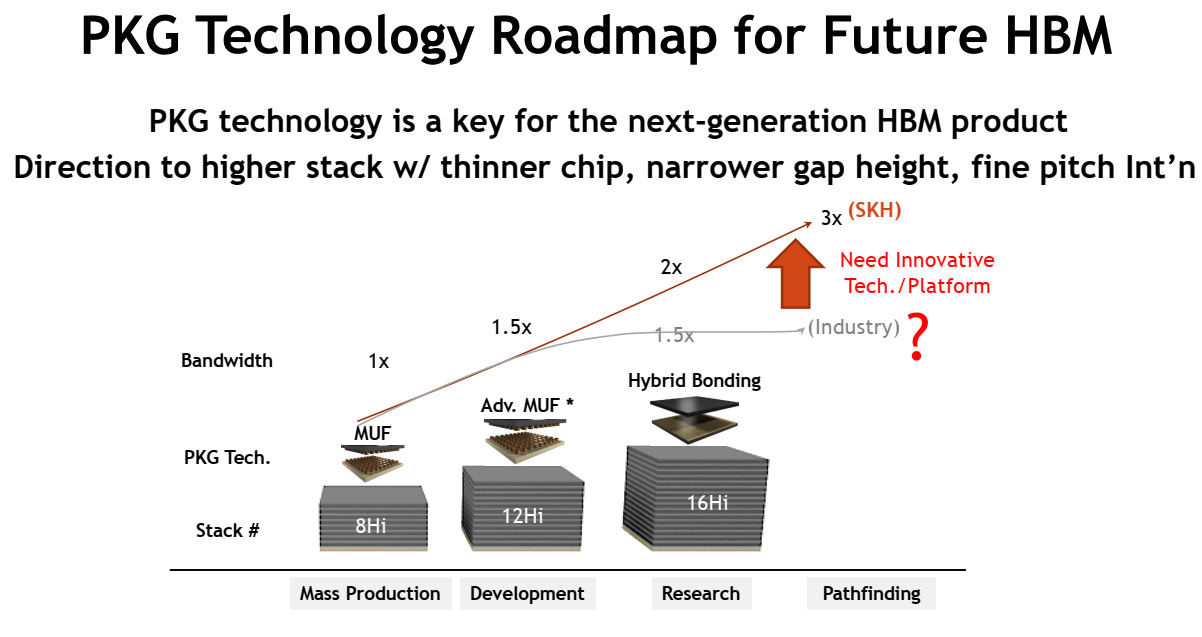 PKG Technology Roadmap for Future HBM
PKG technology is a key for the next-generation HBM product
Direction to higher stack w/ thinner chip, narrower gap height, fine pitch Int’n
3x (SKH)
Need Innovative
Tech./Platform
2x
1.5x
1.5x
(Industry) ?
Bandwidth
1x
Hybrid Bonding
Adv. MUF *
MUF
PKG Tech.
Stack #
8Hi
12Hi
16Hi
Mass Production
Development
Research
Pathfinding